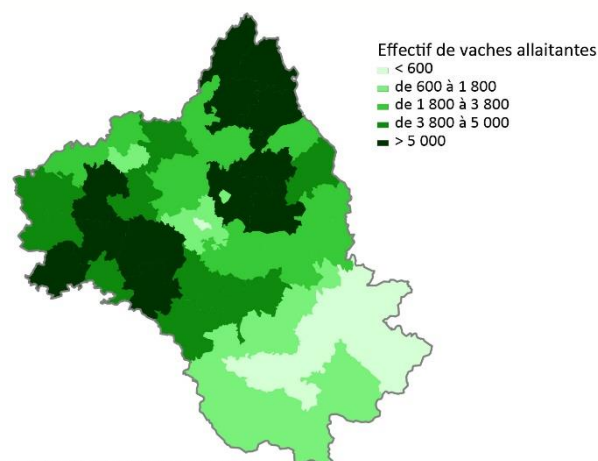 Effectif de vaches allaitantes
< 600
de 600 à 1 800
de 1 800 à 3 800
de 3 800 à 5 000
> 5 000